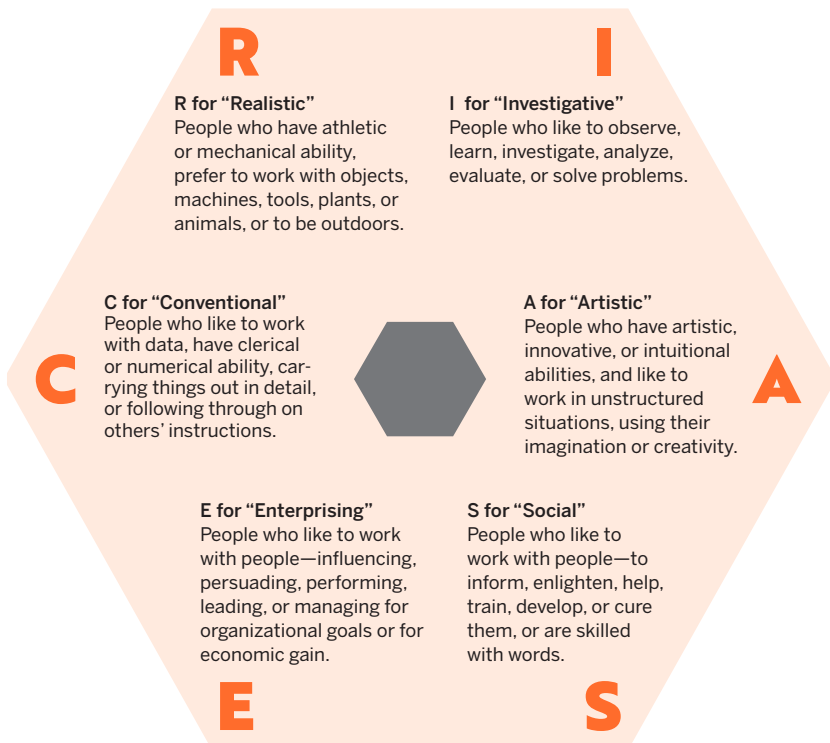 R
R for “Realistic”
People who have athletic
or mechanical ability,
prefer to work with objects,
machines, tools, plants, or
animals, or to be outdoors.
I
I for “Investigative”
People who like to observe,
learn, investigate, analyze,
evaluate, or solve problems.
A for “Artistic”
People who have artistic,
innovative, or intuitional
abilities, and like to
work in unstructured
situations, using their
imagination or creativity.
A
S for “Social”
People who like to
work with people—to
inform, enlighten, help,
train, develop, or cure
them, or are skilled
with words.
S
E for “Enterprising”
People who like to work
with people—influencing,
persuading, performing,
leading, or managing for
organizational goals or for
economic gain.
E
C
C for “Conventional”
People who like to work
with data, have clerical
or numerical ability, car-
rying things out in detail,
or following through on
others’ instructions.